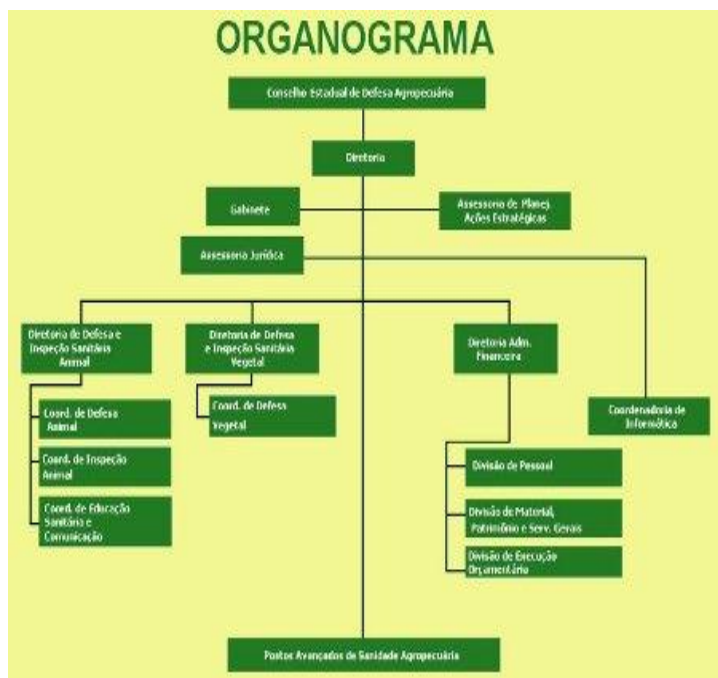 ORGANOGRAMA
Conselho Estadual de Defesa Agropecuária
Diretoria
Gabinete
Assessoria de Planej.
Ações Estratégicas
Assessoria Jurídica
Diretoria de Defesa e
Inspeção Sanitária
Animal
Diretoria de Defesa
e Inspeção Sanitária
Vegetal
Diretoria Adm.
Financeira
Coordenadoria de
Informática
Coord. de Defesa
Animal
Coord. de Inspeção
Animal
Coord. de Educação
Sanitária e
Comunicação
Coord. de Defesa
Vegetal
Divisão de Pessoal
Divisão de Material,
Patrimônio e Serv. Gerais
Divisão de Execução
Orçamentária
Postos Avançados de Sanidade Agropecuária